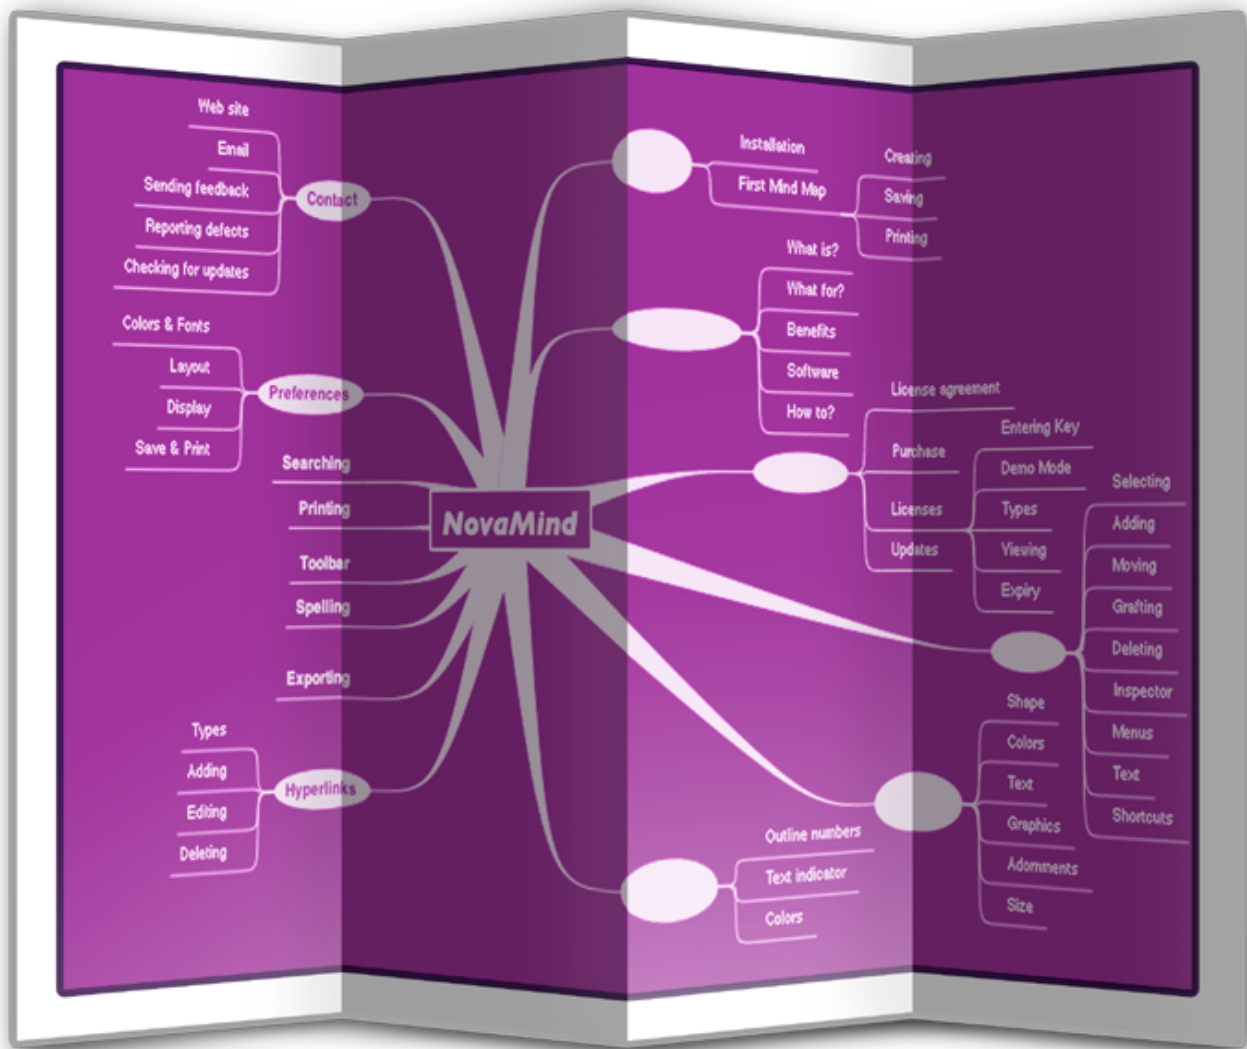 Web site
Email
Sending feedback
Reporting defects
Checking for updates
Contact
Colors & Fonts
Layout
Display
Save & Print
Preferences
Searching
Printing
Toolbar
Spelling
Exporting
Types
Adding
Editing
Deleting
Hyperlinks
NovaMind
Installation
First Mind Map
Creating
Saving
Printing
What is?
What for?
Benefits
Software
How to?
License agreement
Purchase
Licenses
Updates
Entering Key
Demo Mode
Types
Viewing
Expiry
Selecting
Adding
Moving
Grafting
Deleting
Inspector
Menus
Text
Shortcuts
Shape
Colors
Text
Graphics
Adornments
Size
Outline numbers
Text indicator
Colors